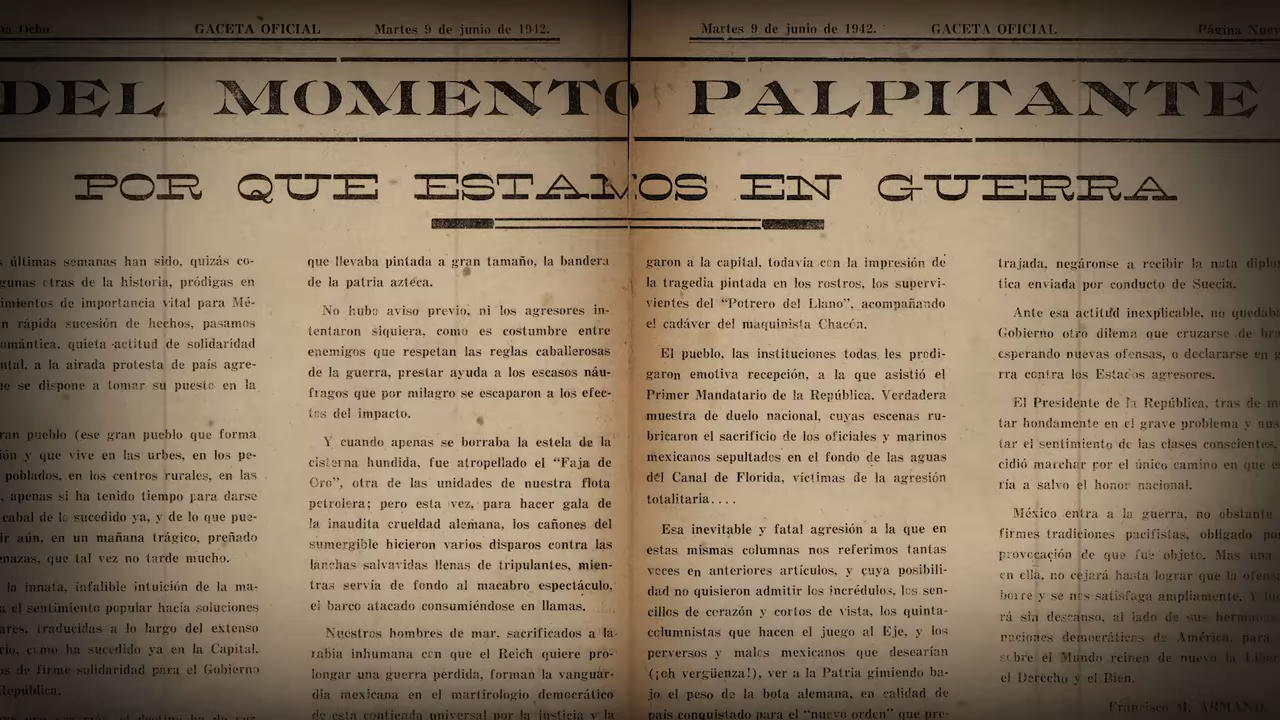 GACETA OFICIAL Martes 9 de junio de 1942.
Martes 9 de junio de 1942. GACETA OFICIAL Página
DEL MOMENTO PALPITANTE
POR QUE ESTAMOS EN GUERRA
últimas semanas han sido, quizás co-
otras de la historia, pródigas en
de importancia vital para Mé-
rápida sucesión de hechos, pasamos
quieta actitud de solidaridad
a la airada protesta de país agre-
se dispone a tomar su puesto en la
pueblo (ese gran pueblo que forma
y que vive en las urbes, en los pe-
poblados, en los centros rurales, en las
apenas si ha tenido tiempo para darse
cabal de lo sucedido ya, y de lo que pue-
aún, en un mañana trágico, preñado
que tal vez no tarde mucho.
la innata, infalible intuición de la ma-
el sentimiento popular hacia soluciones
traducidas a lo largo del extenso
como ha sucedido ya en la Capital,
de firme solidaridad para el Gobierno
República.
que llevaba pintada a gran tamaño, la bandera
de la patria azteca.
No hubo aviso previo, ni los agresores in-
tentaron siquiera, como es costumbre entre
enemigos que respetan las reglas caballerosas
de la guerra, prestar ayuda a los escasos náu-
fragos que por milagro se escaparon a los efec-
tos del impacto.
Y cuando apenas se borraba la estela de la
cisterna hundida, fue atropellado el “Faja de
Oro”, otra de las unidades de nuestra flota
petrolera; pero esta vez, para hacer gala de
la inaudita crueldad alemana, los cañones del
sumergible hicieron varios disparos contra las
lanchas salvavidas llenas de tripulantes, mien-
tras servía de fondo al macabro espectáculo,
el barco atacado consumiéndose en llamas.
Nuestros hombres de mar, sacrificados a la
rabia inhumana con que el Reich quiere pro-
longar una guerra perdida, forman la vanguar-
dia mexicana en el martirologio democrático
de esta contienda universal por la justicia y la
garon a la capital, todavía con la impresión de
la tragedia pintada en los rostros, los supervi-
vientes del “Potrero del Llano”, acompañando
el cadáver del maquinista Chacón.
El pueblo, las instituciones todas, les prodi-
garon emotiva recepción, a la que asistió el
Primer Mandatario de la República. Verdadera
muestra de duelo nacional, cuyas escenas ru-
bricaron el sacrificio de los oficiales y marinos
mexicanos sepultados en el fondo de las aguas
del Canal de Florida, víctimas de la agresión
totalitaria....
Esa inevitable y fatal agresión a la que en
estas mismas columnas nos referimos tantas
veces en anteriores artículos, y cuya posibili-
dad no quisieron admitir los incrédulos, los sen-
cillos de corazón y cortos de vista, los quinta-
columnistas que hacen el juego al Eje, y los
perversos y malos mexicanos que desearían
(¡oh vergüenza!), ver a la Patria gimiendo ba-
jo el peso de la bota alemana, en calidad de
país conquistado para el “nuevo orden” que pre-
trajada, negáronse a recibir la nota
tica enviada por conducto de Suecia.
Ante esa actitud inexplicable, no
Gobierno otro dilema que cruzarse de
esperando nuevas ofensas, o declararse en
rra contra los Estados agresores.
El Presidente de la República, tras de
tar hondamente en el grave problema y
tar el sentimiento de las clases conscientes,
cidió marchar por el único camino en que
ría a salvo el honor nacional.
México entra a la guerra, no obstante
firmes tradiciones pacifistas, obligado
provocación de que fué objeto. Mas una
en ella, no cejará hasta lograr que la
borre y se nos satisfaga ampliamente. Y
rá sin descanso, al lado de sus
naciones democráticas de América, para
sobre el Mundo reinen de nuevo la
el Derecho y el Bien.
Francisco M. ARMAND.